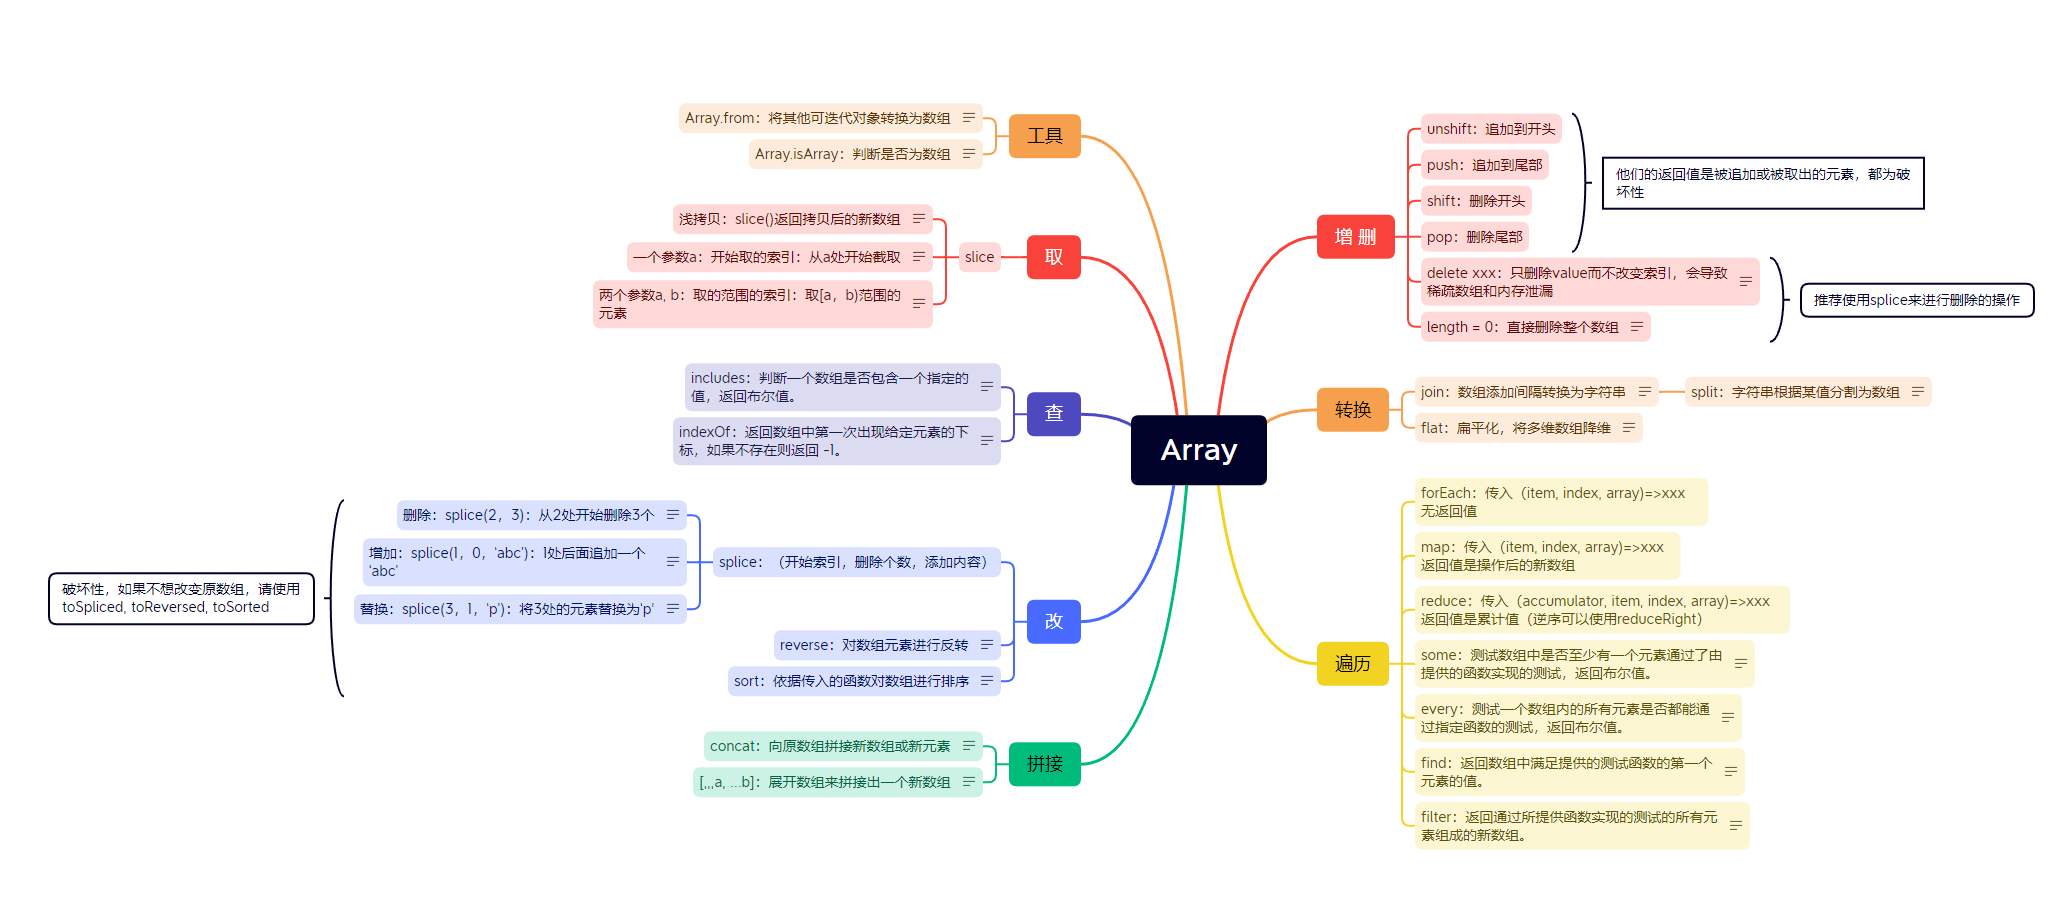 Array
工具
Array.from：将其他可迭代对象转换为数组
Array.isArray：判断是否为数组
取
slice
浅拷贝：slice()返回拷贝后的新数组
一个参数a：开始取的索引：从a处开始截取
两个参数a, b：取的范围的索引：取[a，b)范围的
元素
查
includes：判断一个数组是否包含一个指定的
值，返回布尔值。
indexOf：返回数组中第一次出现给定元素的下
标，如果不存在则返回 -1。
改
splice：（开始索引，删除个数，添加内容）
删除：splice(2，3)：从2处开始删除3个
增加：splice(1，0，'abc')：1处后面追加一个
'abc'
替换：splice(3，1，'p')：将3处的元素替换为'p'
reverse：对数组元素进行反转
sort：依据传入的函数对数组进行排序
破坏性，如果不想改变原数组，请使用
toSpliced, toReversed, toSorted
拼接
concat：向原数组拼接新数组或新元素
[,,,a, ...b]：展开数组来拼接出一个新数组
增 删
unshift：追加到开头
push：追加到尾部
shift：删除开头
pop：删除尾部
delete xxx：只删除value而不改变索引，会导致
稀疏数组和内存泄漏
length = 0：直接删除整个数组
他们的返回值是被追加或被取出的元素，都为破
坏性
推荐使用splice来进行删除的操作
转换
join：数组添加间隔转换为字符串
split：字符串根据某值分割为数组
flat：扁平化，将多维数组降维
遍历
forEach：传入（item, index, array)=>xxx
无返回值
map：传入（item, index, array)=>xxx
返回值是操作后的新数组
reduce：传入（accumulator, item, index, array)=>xxx
返回值是累计值（逆序可以使用reduceRight）
some：测试数组中是否至少有一个元素通过了由
提供的函数实现的测试，返回布尔值。
every：测试一个数组内的所有元素是否都能通
过指定函数的测试，返回布尔值。
find：返回数组中满足提供的测试函数的第一个
元素的值。
filter：返回通过所提供函数实现的测试的所有元
素组成的新数组。